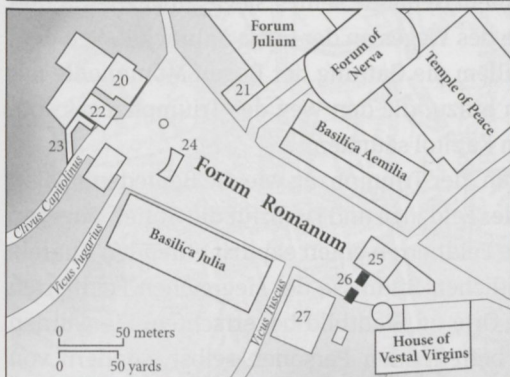 Forum
Julium
Forum of
Nerva
Temple of Peace
20
21
22
23
24
Basilica Aemilia
Forum Romanum
Clivus Capitolinus
Vicus Jugarius
Basilica Julia
25
26
Vicus Tuscus
27
House of
Vestal Virgins
0 50 meters
0 50 yards